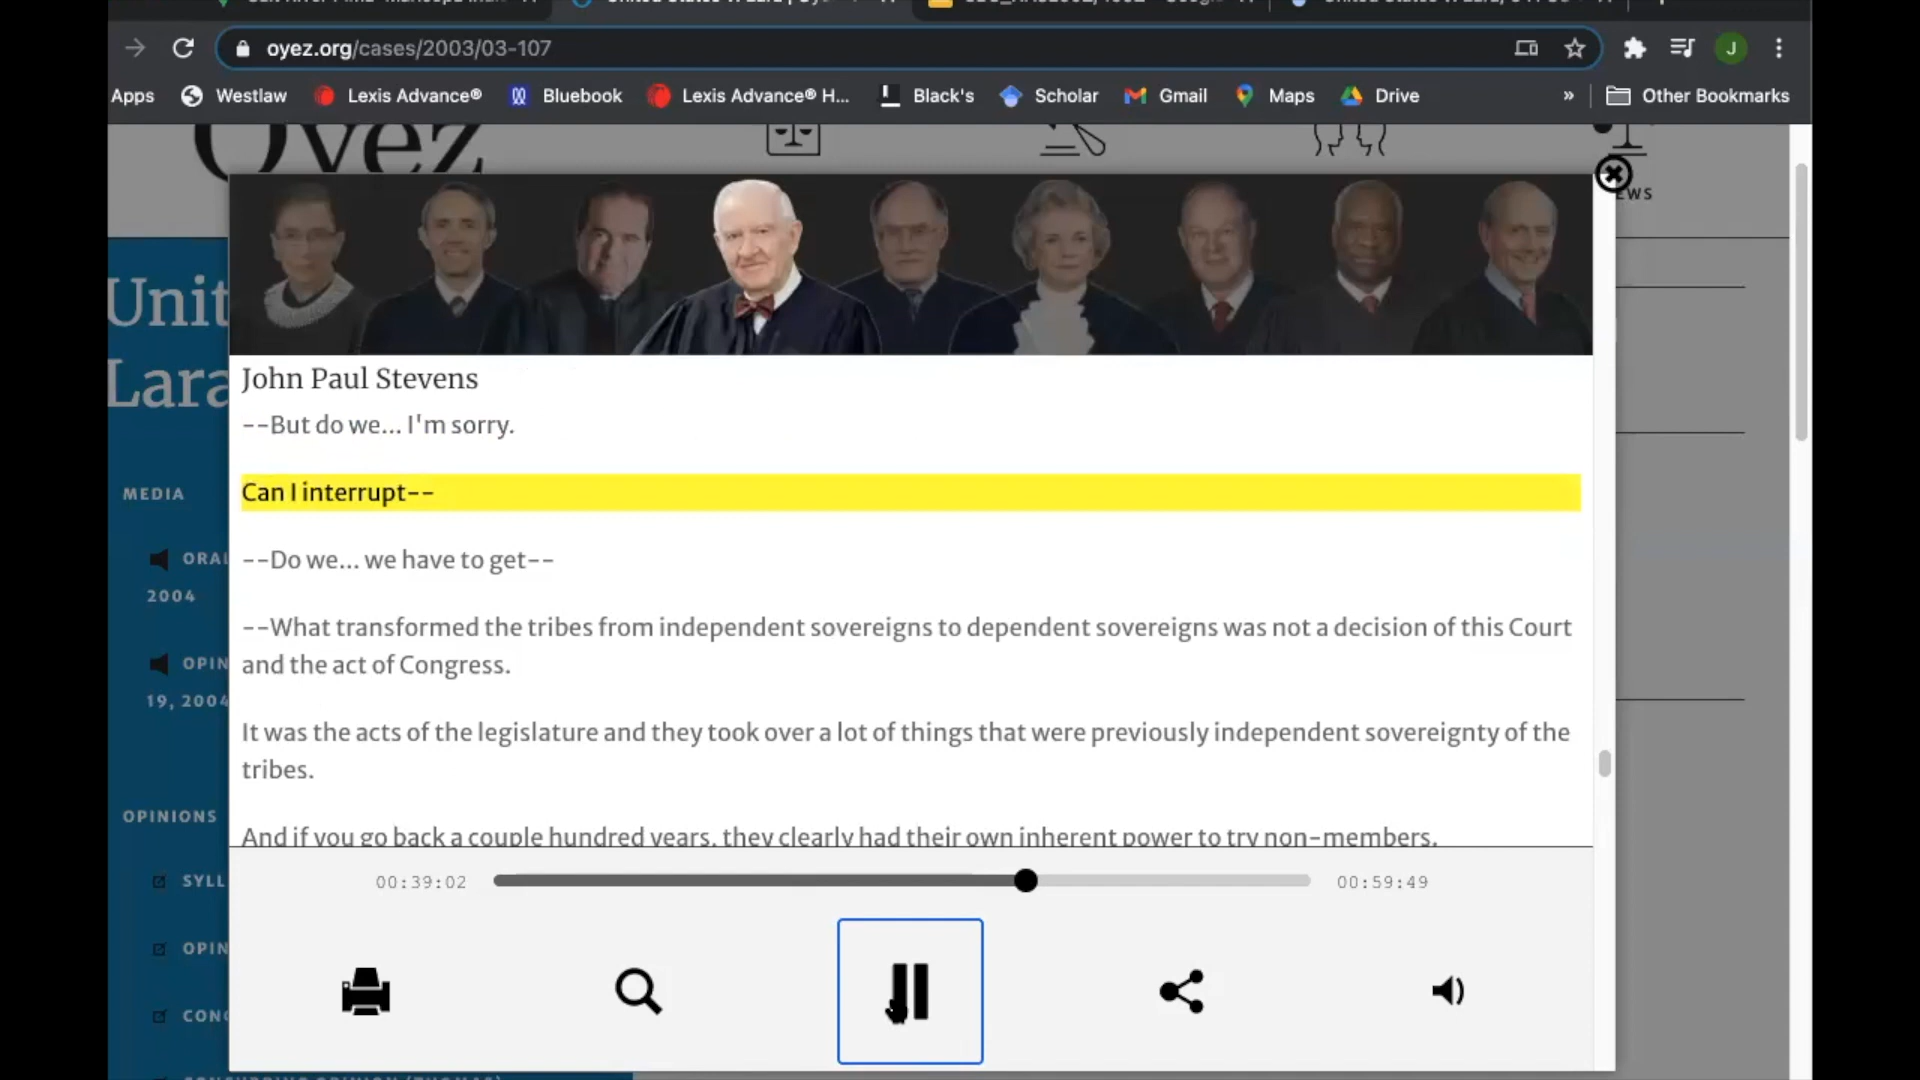 oyez.org/cases/2003/03-107
J
Apps Westlaw Lexis Advance® Bluebook Lexis Advance® H... Black's Scholar Gmail Maps Drive » Other Bookmarks
Oyez
EWS
Unit
Lara
John Paul Stevens
--But do we... I'm sorry.
Can I interrupt--
--Do we... we have to get--
--What transformed the tribes from independent sovereigns to dependent sovereigns was not a decision of this Court
and the act of Congress.
It was the acts of the legislature and they took over a lot of things that were previously independent sovereignty of the
tribes.
And if you go back a couple hundred years, they clearly had their own inherent power to try non-members.
MEDIA
ORAL
2004
OPIN
19, 2004
OPINIONS
SYLL
OPIN
CONC
00:39:02
00:59:49